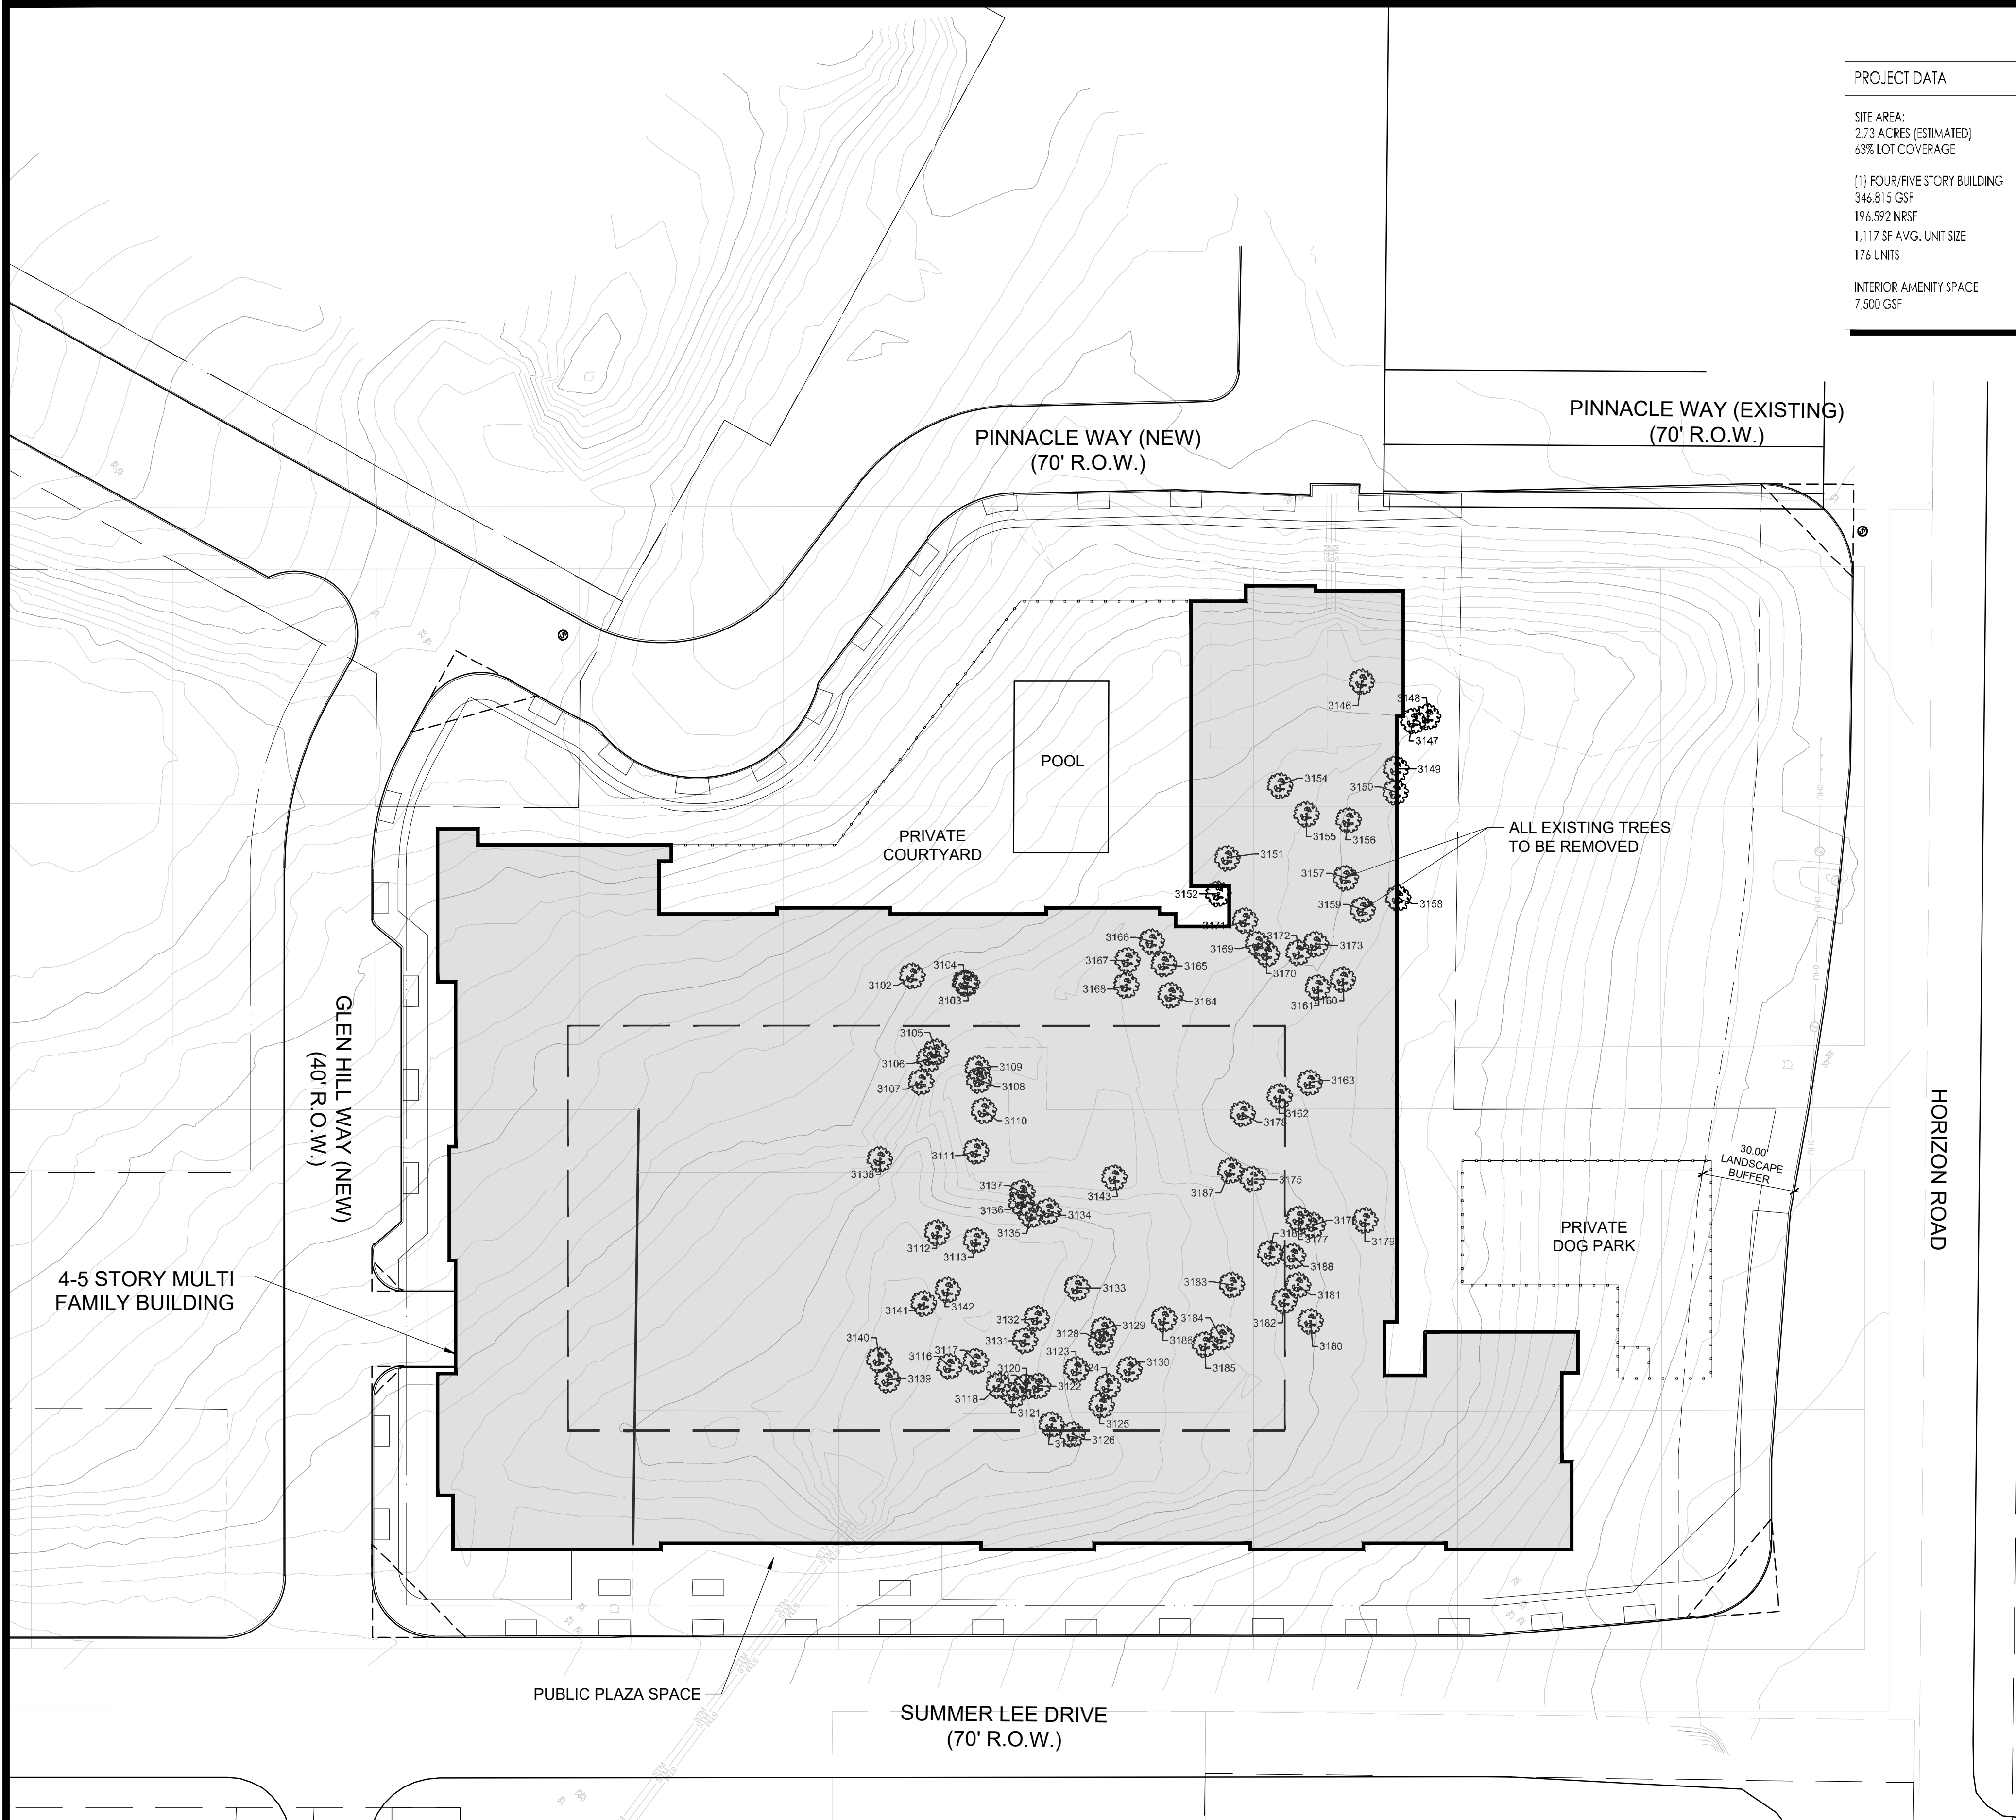 PROJECT DATA
SITE AREA:
2.73 ACRES (ESTIMATED)
63% LOT COVERAGE
(1) FOUR/FIVE STORY BUILDING
346,815 GSF
196,592 NRSF
1,117 SF AVG. UNIT SIZE
176 UNITS
INTERIOR AMENITY SPACE
7,500 GSF
PINNACLE WAY (EXISTING)
(70' R.O.W.)
PINNACLE WAY (NEW)
(70' R.O.W.)
3148
3146
3147
POOL
3149
3154
3150
ALL EXISTING TREES
TO BE REMOVED
PRIVATE
COURTYARD
3155
3156
3151
3157
3152
3159
3158
3166
3172
3169
3173
3167
3165
3170
3104
3102
3168
3103
3164
3161
GLEN HILL WAY (NEW)
(40' R.O.W.)
3105
3106
3109
3107
3108
3163
3162
3110
3178
HORIZON ROAD
3111
3138
30.00'
LANDSCAPE
BUFFER
3137
3143
3187
3175
3136
3134
3135
3112
3113
3177
3179
PRIVATE
DOG PARK
3188
4-5 STORY MULTI
FAMILY BUILDING
3133
3183
3181
3141
3142
3132
3184
3182
3129
3128
3131
3186
3180
3140
3117
3116
3123
3130
3185
3139
3120
3118
3122
3121
3125
3126
PUBLIC PLAZA SPACE
SUMMER LEE DRIVE
(70' R.O.W.)
OHU
OHU
OHU
OHU
STM
STM
STM
STM